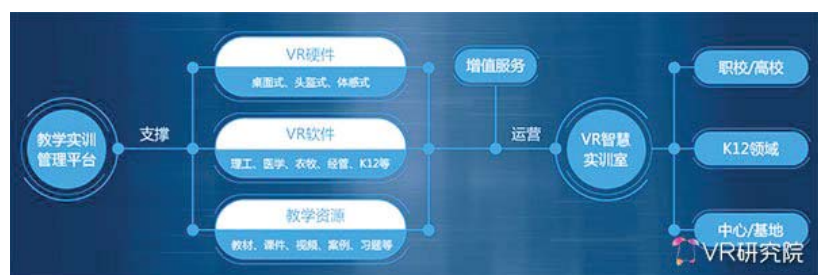 教学实训
管理平台
支撑
VR硬件
桌面式、头盔式、体感式
VR软件
理工、医学、农牧、经管、K12等
教学资源
教材、课件、视频、案例、习题等
增值服务
运营
VR智慧
实训室
职校/高校
K12领域
中心/基地
VR研究院